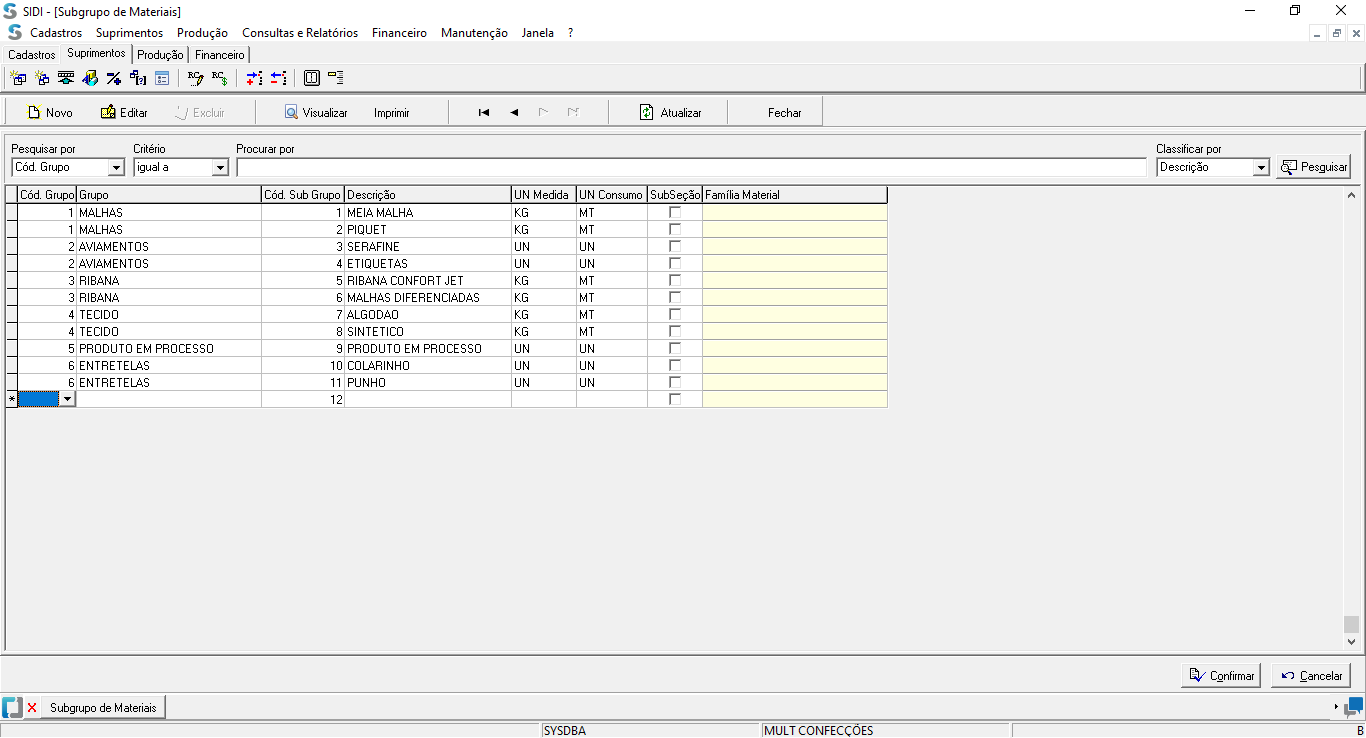 SIDI - [Subgrupo de Materiais]
Cadastros Suprimentos Produção Consultas e Relatórios Financeiro Manutenção Janela ?
Cadastros Suprimentos Produção Financeiro
Novo Editar Excluir Visualizar Imprimir Atualizar Fechar
Pesquisar por Critério Procurar por Classificar por
Cód. Grupo igual a Descrição Pesquisar
Cód. Grupo Grupo Cód. Sub Grupo Descrição UN Medida UN Consumo SubSeção Família Material
1 MALHAS 1 MEIA MALHA KG MT
1 MALHAS 2 PIQUET KG MT
2 AVIAMENTOS 3 SERAFINE UN UN
2 AVIAMENTOS 4 ETIQUETAS UN UN
3 RIBANA 5 RIBANA CONFORT JET KG MT
3 RIBANA 6 MALHAS DIFERENCIADAS KG MT
4 TECIDO 7 ALGODAO KG MT
4 TECIDO 8 SINTETICO KG MT
5 PRODUTO EM PROCESSO 9 PRODUTO EM PROCESSO UN UN
6 ENTRETELAS 10 COLARINHO UN UN
6 ENTRETELAS 11 PUNHO UN UN
* 12
Confirmar Cancelar
Subgrupo de Materiais
SYSDBA MULT CONFECÇÕES B